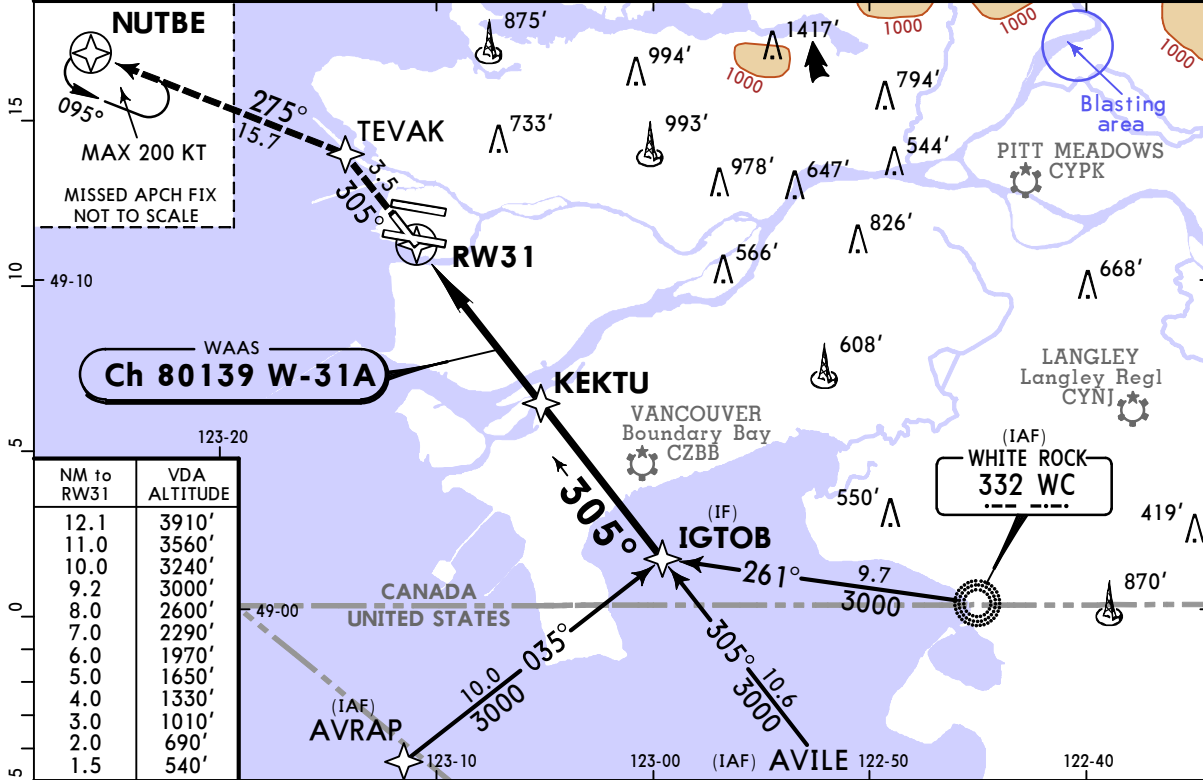 NUTBE
095°
MAX 200 KT
MISSED APCH FIX
NOT TO SCALE
275°
15.7
TEVAK
3.5
305°
RW31
875'
994'
1417'
1000
1000
1000
1000
794'
733'
993'
544'
978'
647'
826'
566'
668'
608'
Blasting
area
PITT MEADOWS
CYPK
15
10
49-10
WAAS
Ch 80139 W-31A
KEKTU
VANCOUVER
Boundary Bay
CZBB
LANGLEY
Langley Regl
CYNJ
(IAF)
WHITE ROCK
332 WC
.-- -.-.
550'
419'
870'
5
123-20
NM to RW31 VDA ALTITUDE
12.1 3910'
11.0 3560'
10.0 3240'
9.2 3000'
8.0 2600'
7.0 2290'
6.0 1970'
5.0 1650'
4.0 1330'
3.0 1010'
2.0 690'
1.5 540'
0
5
49-00
305°
(IF)
IGTOB
261°
9.7
3000
CANADA
UNITED STATES
035°
10.0
3000
305°
10.6
3000
(IAF)
AVRAP
(IAF) AVILE
123-10
123-00
122-50
122-40